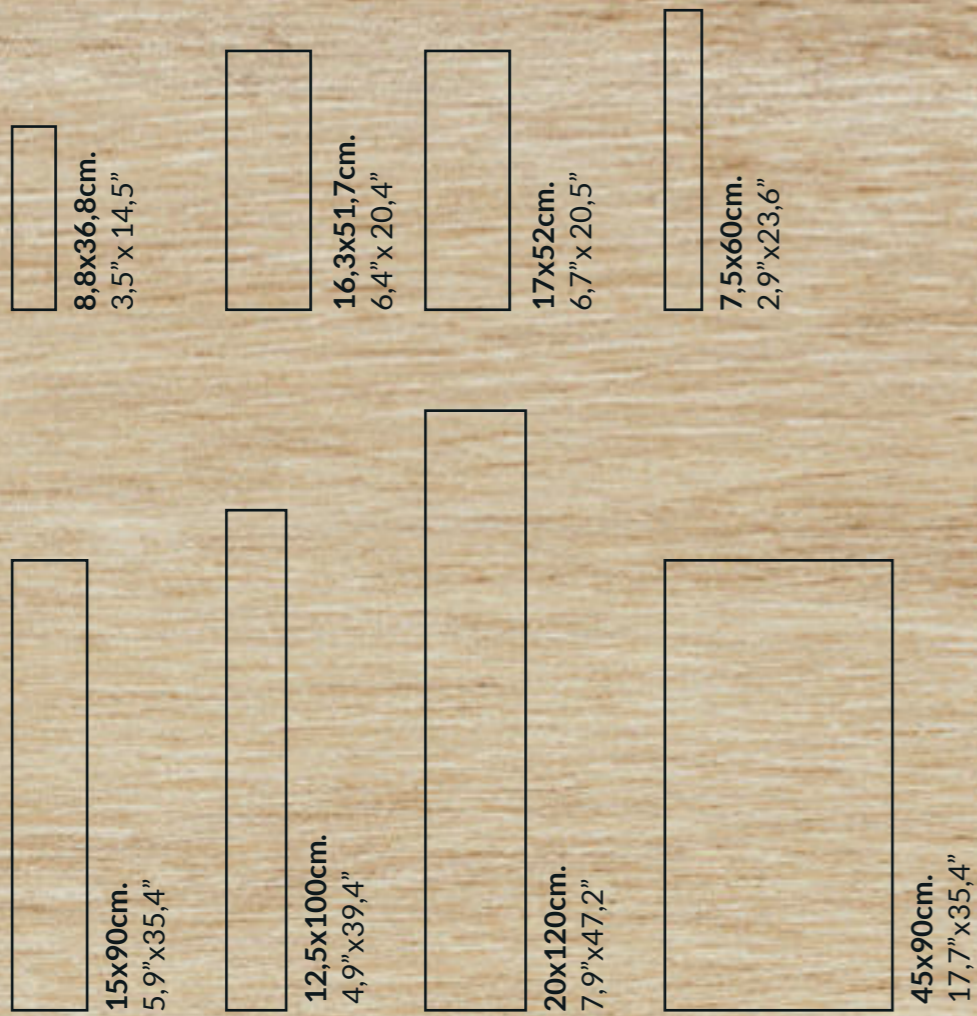 8,8x36,8cm.
3,5”x 14,5”
16,3x51,7cm.
6,4”x 20,4”
17x52cm.
6,7”x 20,5”
7,5x60cm.
2,9”x23,6”
15x90cm.
5,9”x35,4”
12,5x100cm.
4,9”x39,4”
20x120cm.
7,9”x47,2”
45x90cm.
17,7”x35,4”